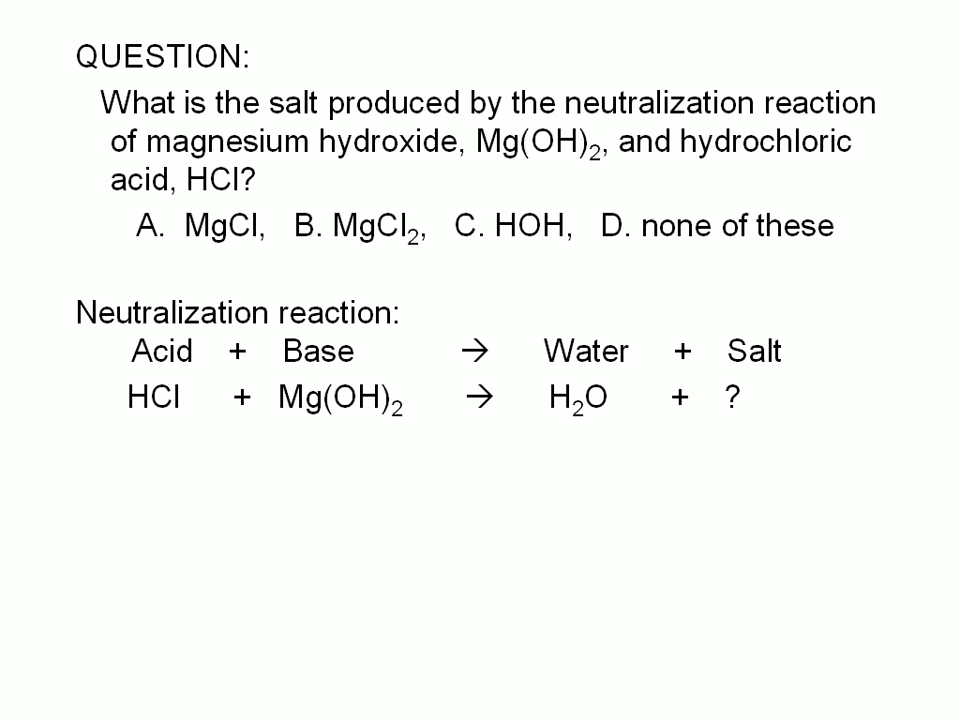 QUESTION:
What is the salt produced by the neutralization reaction
of magnesium hydroxide, Mg(OH)₂, and hydrochloric
acid, HCl?
A. MgCl, B. MgCl₂, C. HOH, D. none of these
Neutralization reaction:
Acid + Base → Water + Salt
HCl + Mg(OH)₂ → H₂O + ?